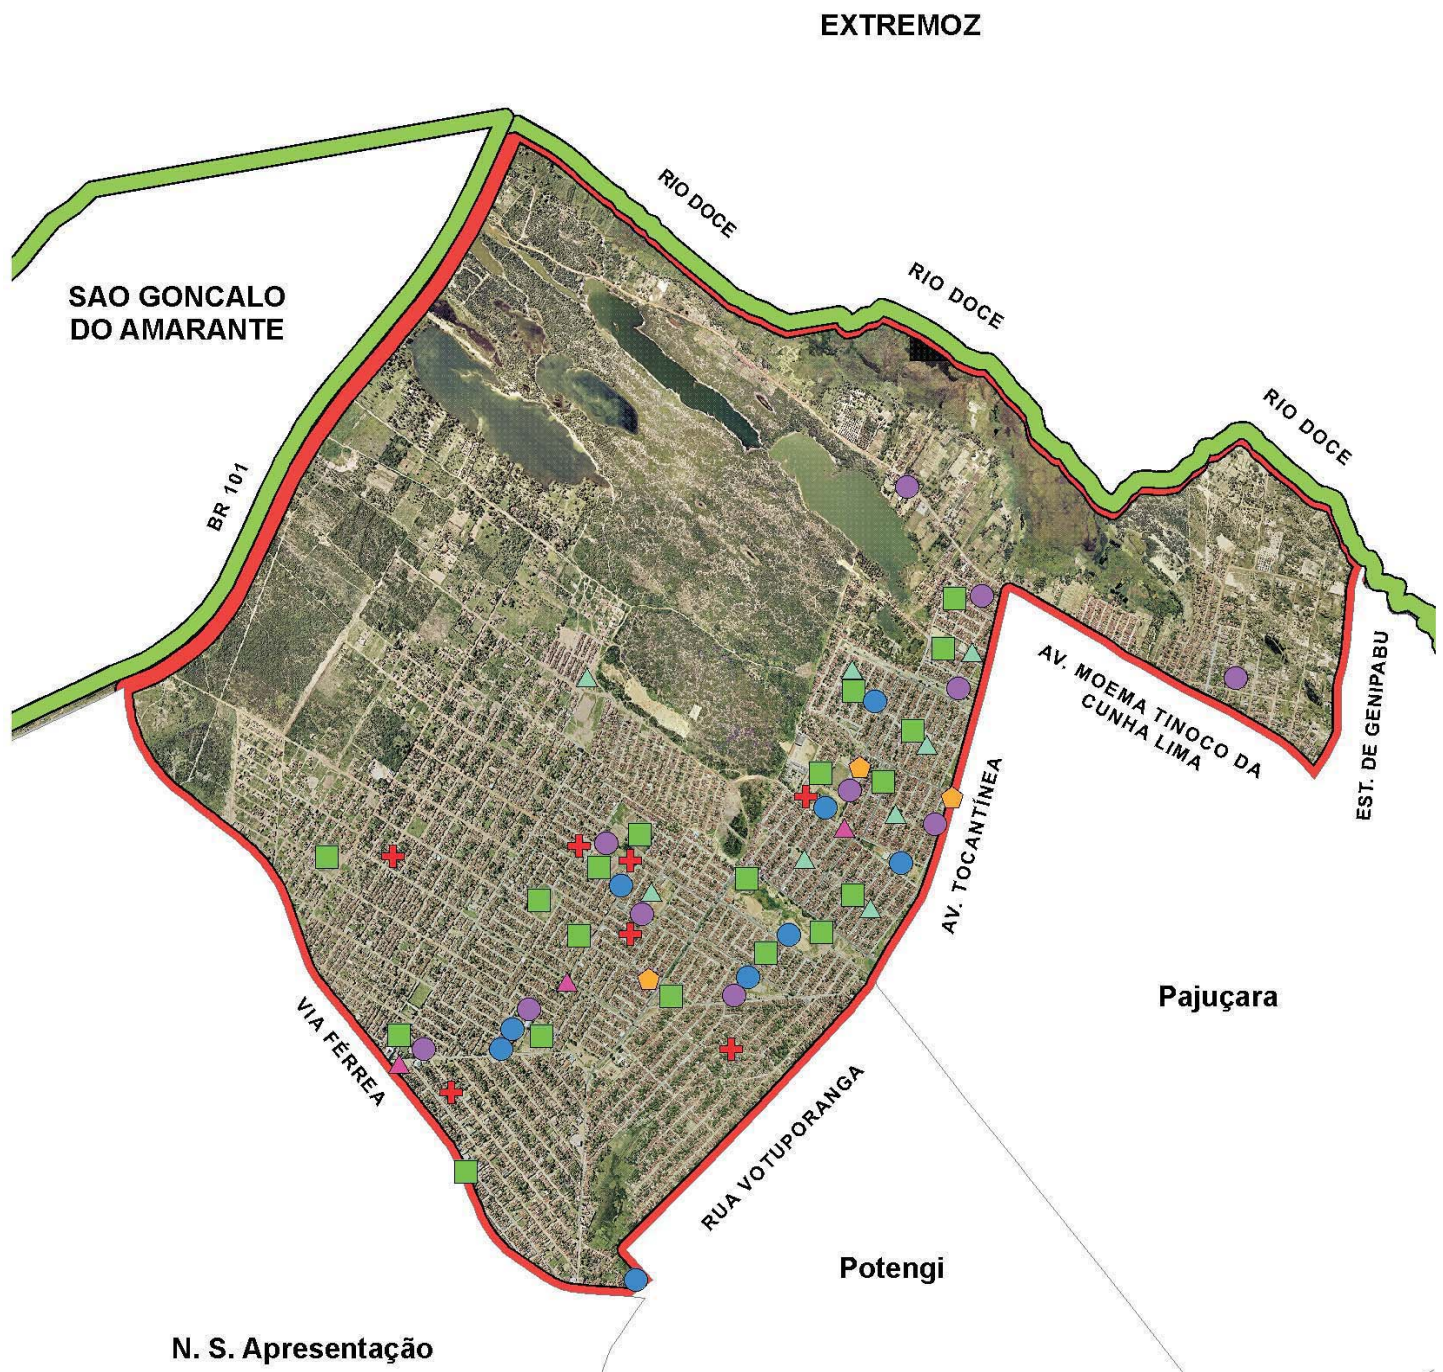 EXTREMOZ
RIO DOCE
RIO DOCE
SAO GONCALO
DO AMARANTE
RIO DOCE
BR 101
AV. MOEMA TINOCO DA
CUNHA LIMA
EST. DE GENIPABU
AV. TOCANTÍNEA
Pajuçara
VIA FÉRREA
RUA VOTUPORANGA
Potengi
N. S. Apresentação